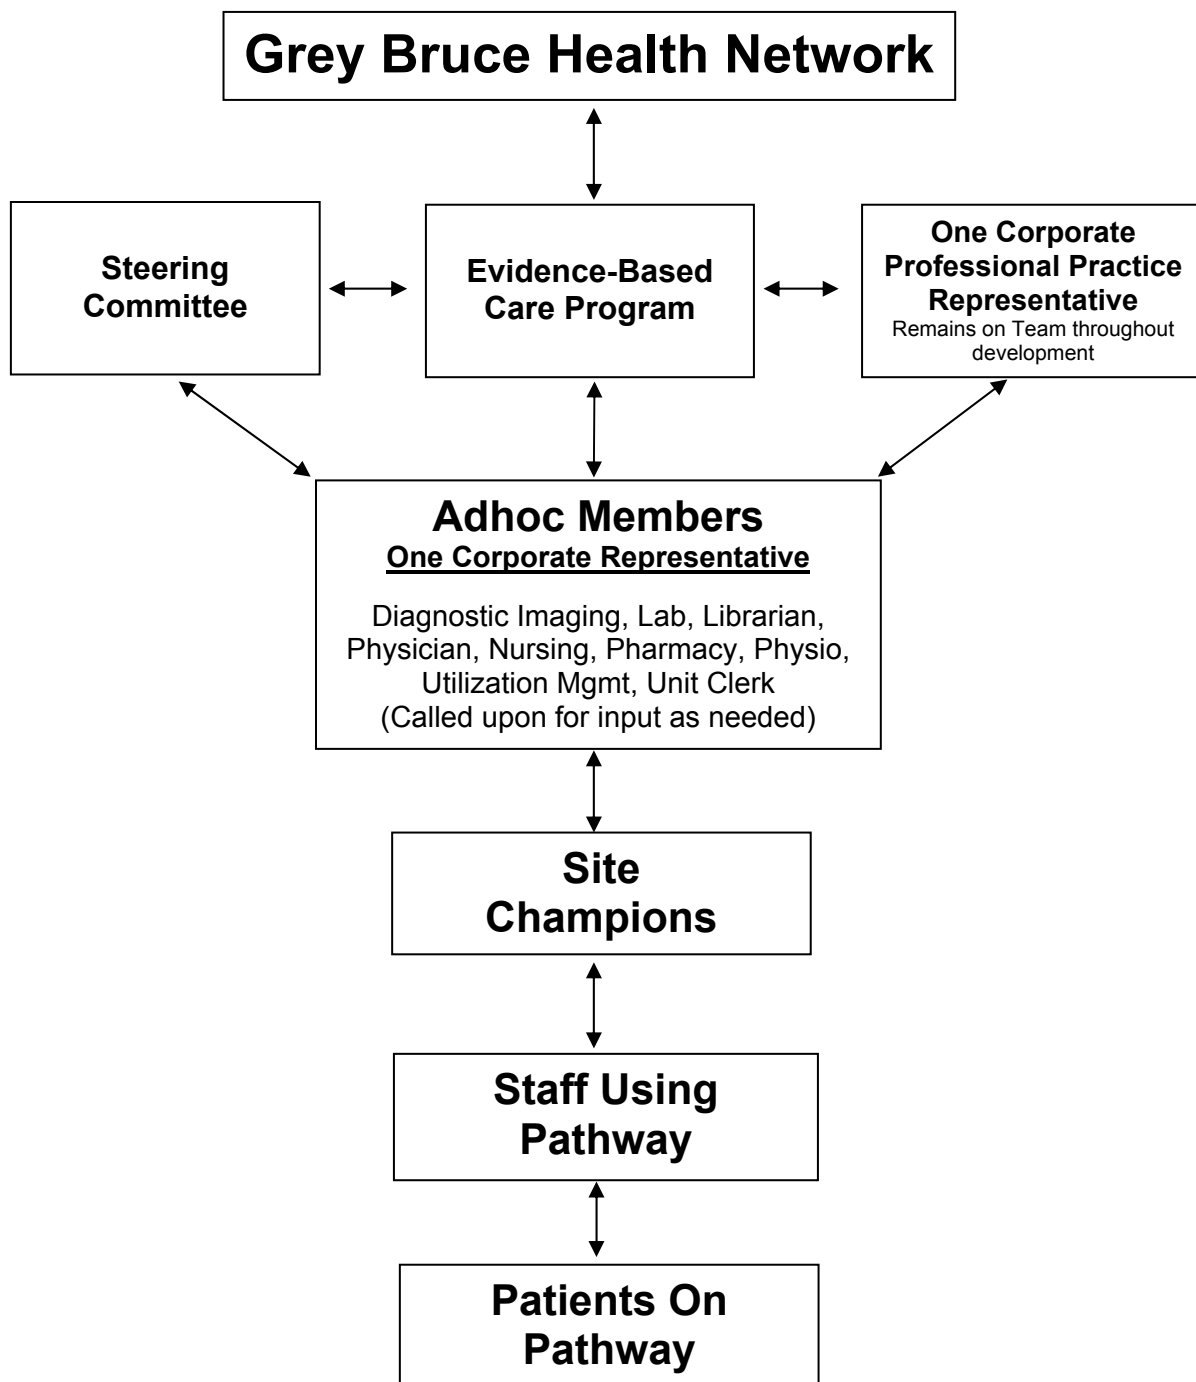 Grey Bruce Health Network
Steering
Committee
Evidence-Based
Care Program
One Corporate
Professional Practice
Representative
Remains on Team throughout
development
Adhoc Members
One Corporate Representative
Diagnostic Imaging, Lab, Librarian,
Physician, Nursing, Pharmacy, Physio,
Utilization Mgmt, Unit Clerk
(Called upon for input as needed)
Site
Champions
Staff Using
Pathway
Patients On
Pathway